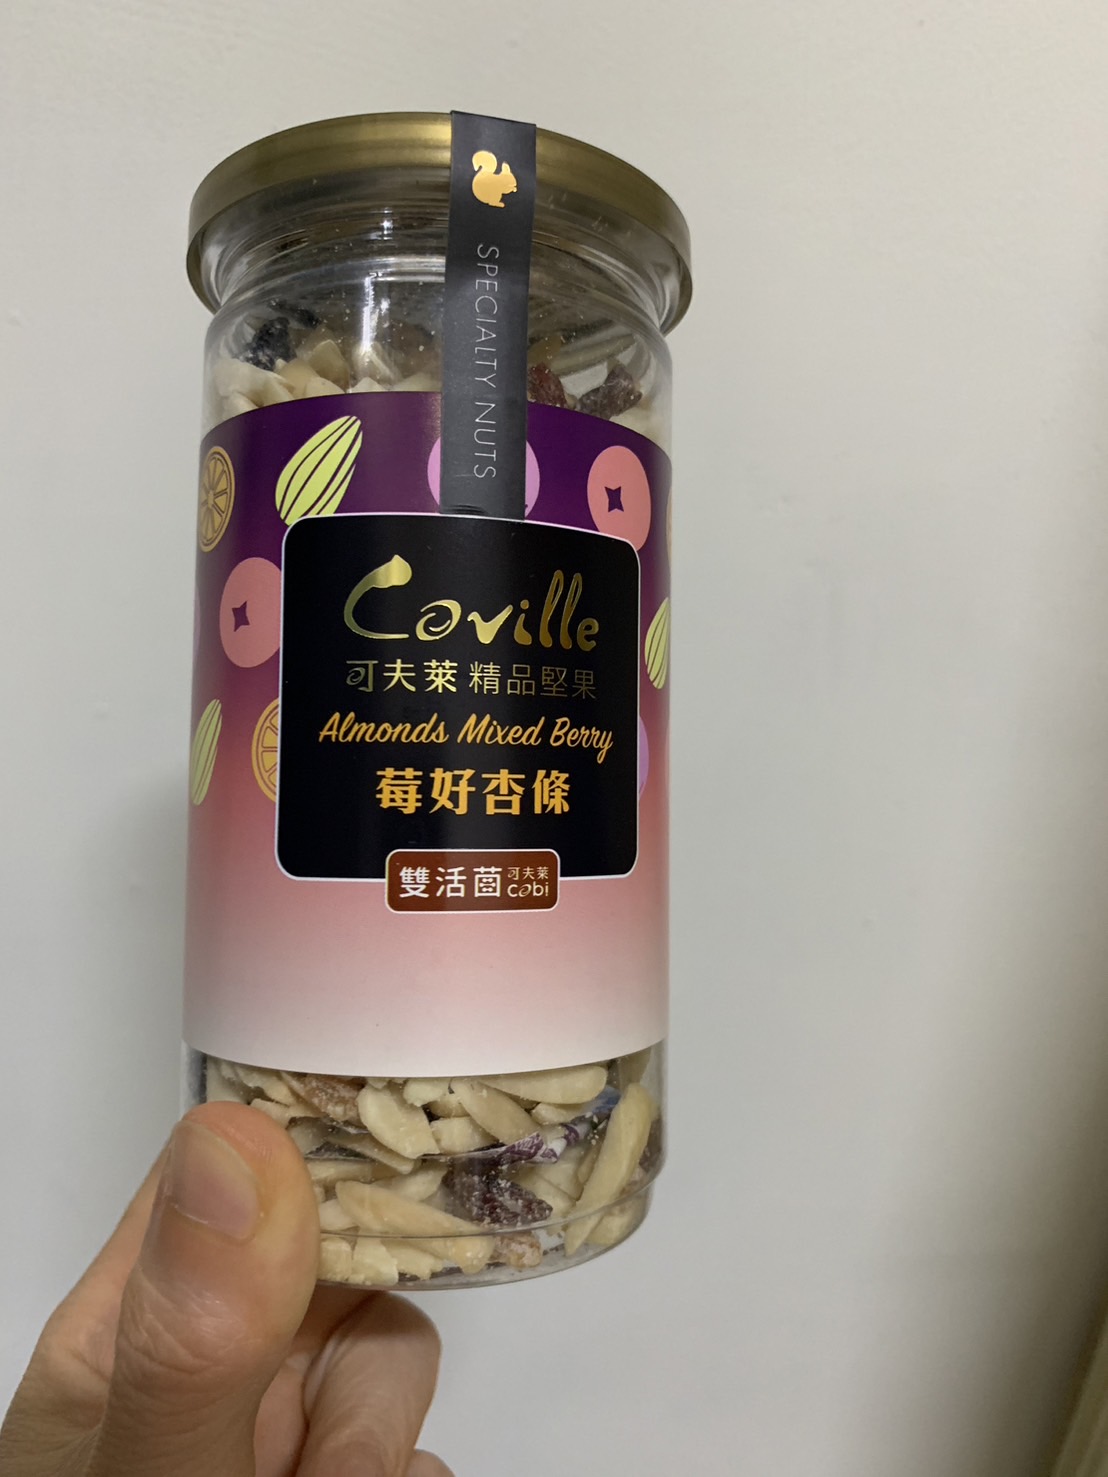 SPECIALTY NUTS
Coville
可夫萊 精品堅果
Almonds Mixed Berry
莓好杏條
雙活菌 可夫萊
cobi